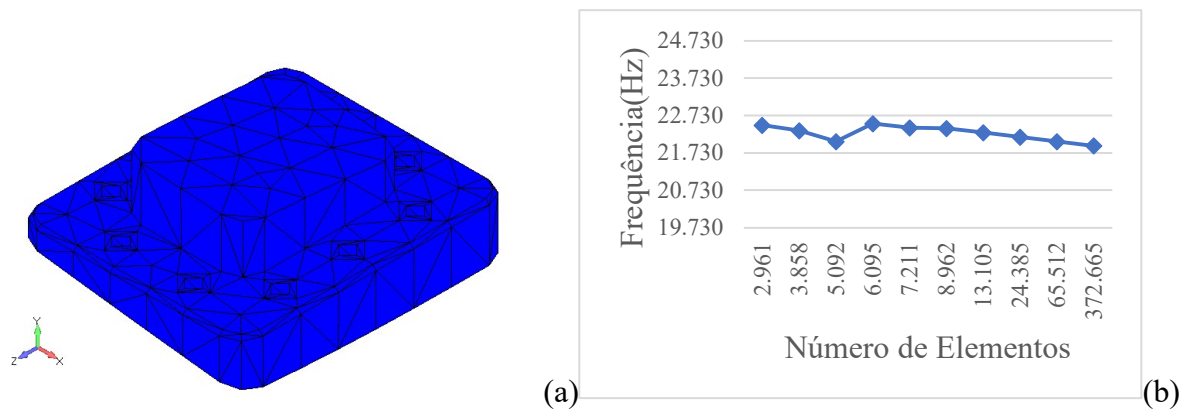 Y
Z
X
(a)
Frequência(Hz)
24.730
23.730
22.730
21.730
20.730
19.730
2.961
3.858
5.092
6.095
7.211
8.962
13.105
24.385
65.512
372.665
Número de Elementos
(b)